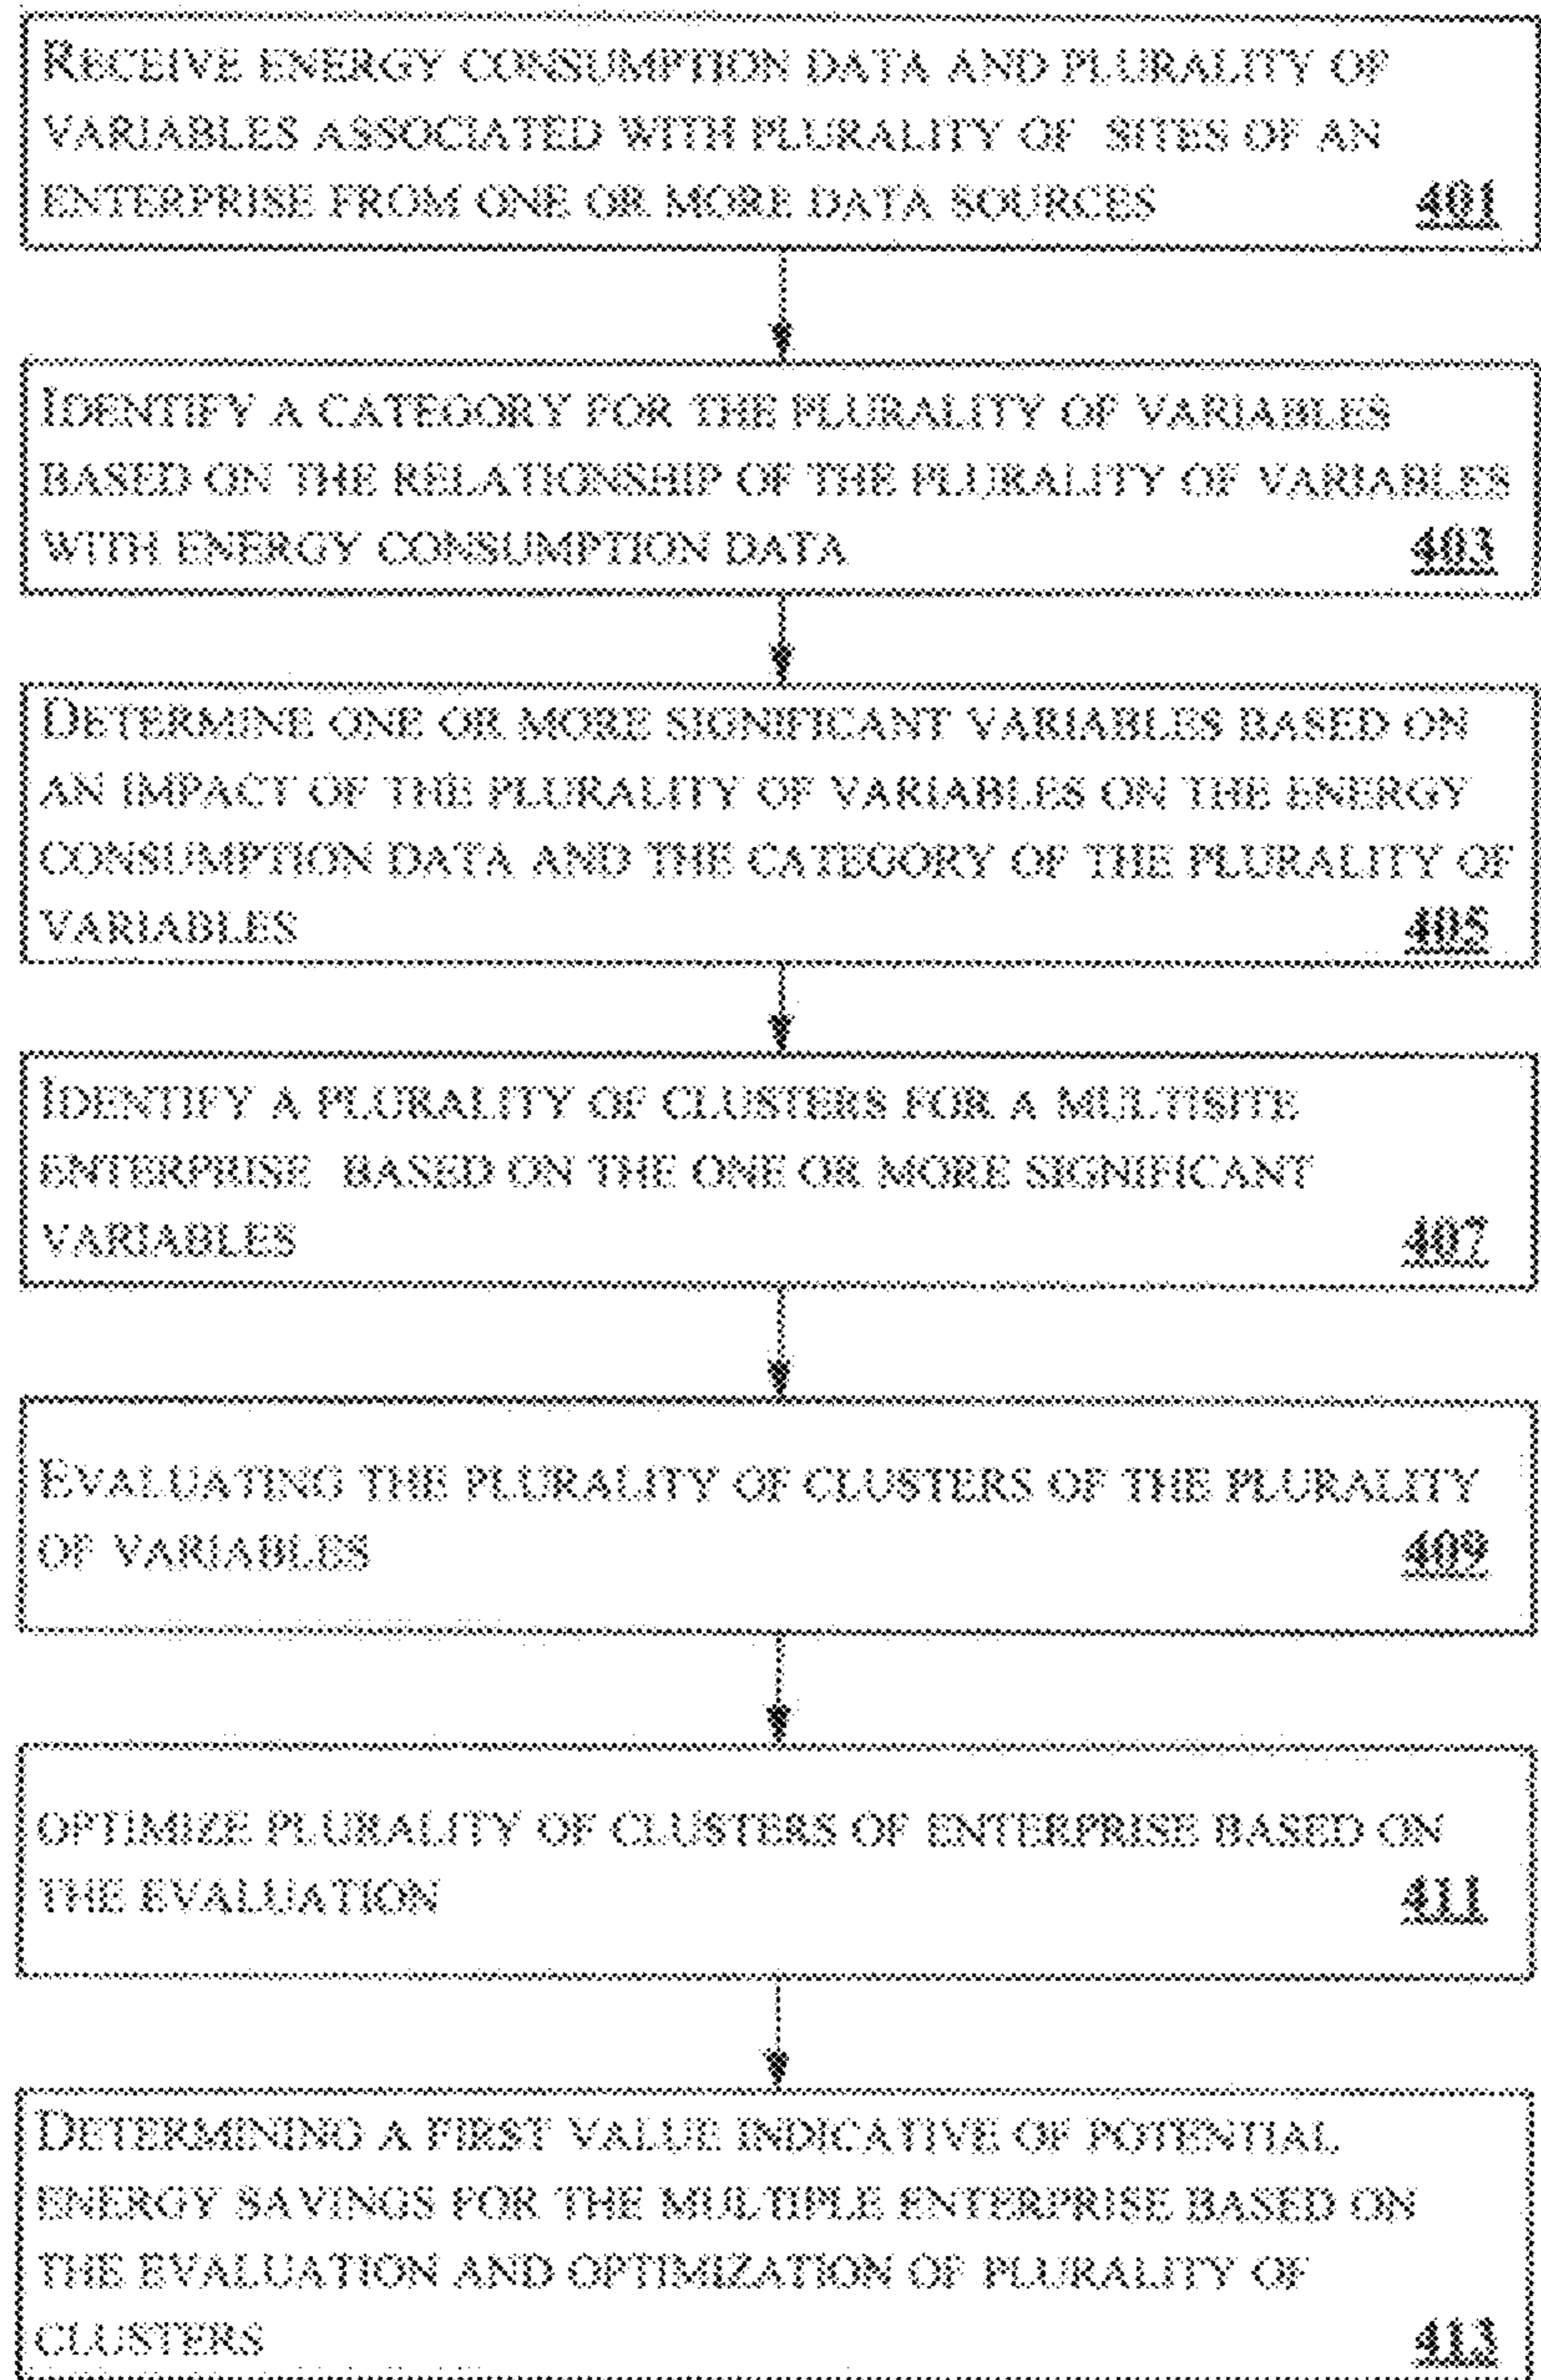 RECEIVE ENERGY CONSUMPTION DATA AND PLURALITY OF
VARIABLES ASSOCIATED WITH PLURALITY OF SITES OF AN
ENTERPRISE FROM ONE OR MORE DATA SOURCES 401
IDENTIFY A CATEGORY FOR THE PLURALITY OF VARIABLES
BASED ON THE RELATIONSHIP OF THE PLURALITY OF VARIABLES
WITH ENERGY CONSUMPTION DATA 403
DETERMINE ONE OR MORE SIGNIFICANT VARIABLES BASED ON
AN IMPACT OF THE PLURALITY OF VARIABLES ON THE ENERGY
CONSUMPTION DATA AND THE CATEGORY OF THE PLURALITY OF
VARIABLES 405
IDENTIFY A PLURALITY OF CLUSTERS FOR A MULTISITE
ENTERPRISE BASED ON THE ONE OR MORE SIGNIFICANT
VARIABLES 407
EVALUATING THE PLURALITY OF CLUSTERS OF THE PLURALITY
OF VARIABLES 409
OPTIMIZE PLURALITY OF CLUSTERS OF ENTERPRISE BASED ON
THE EVALUATION 411
DETERMINING A FIRST VALUE INDICATIVE OF POTENTIAL
ENERGY SAVINGS FOR THE MULTIPLE ENTERPRISE BASED ON
THE EVALUATION AND OPTIMIZATION OF PLURALITY OF
CLUSTERS 413